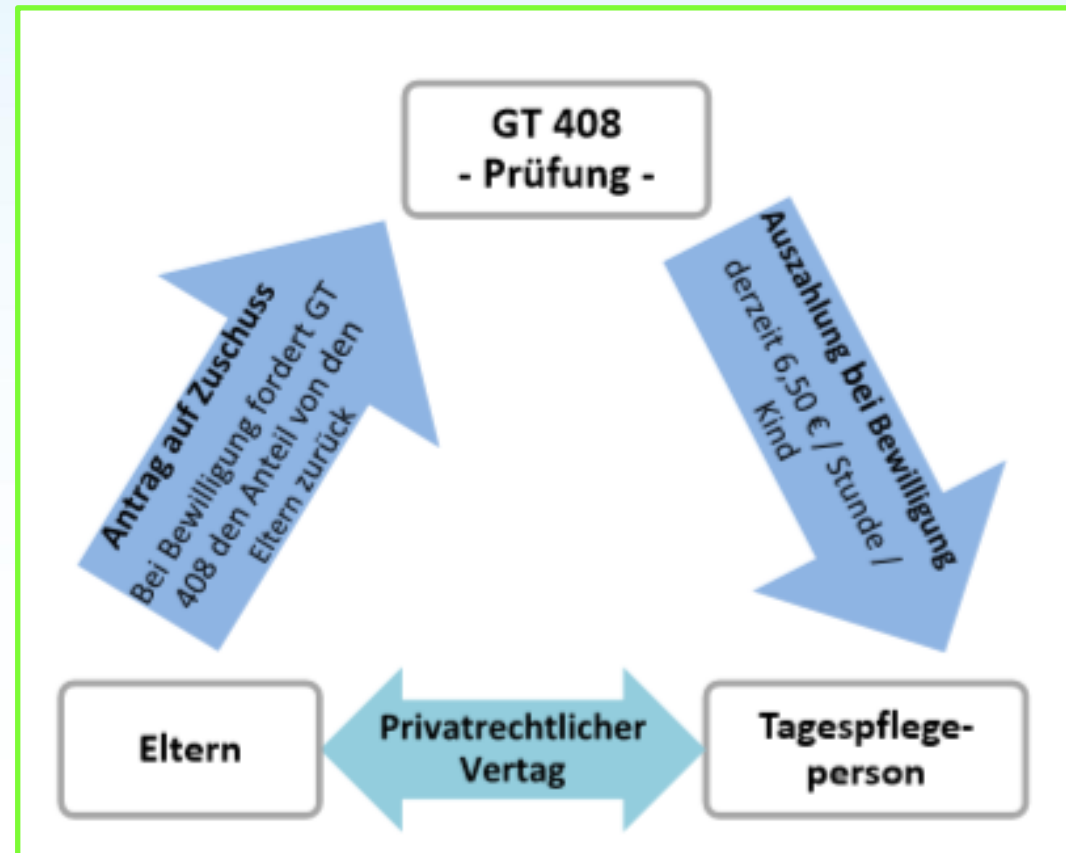 GT 408
- Prüfung -
Antrag auf Zuschuss
Bei Bewilligung fordert GT
408 den Anteil von den
Eltern zurück
Auszahlung bei Bewilligung
derzeit 6,50 € / Stunde /
Kind
Eltern
Privatrechtlicher
Vertag
Tagespflege-
person